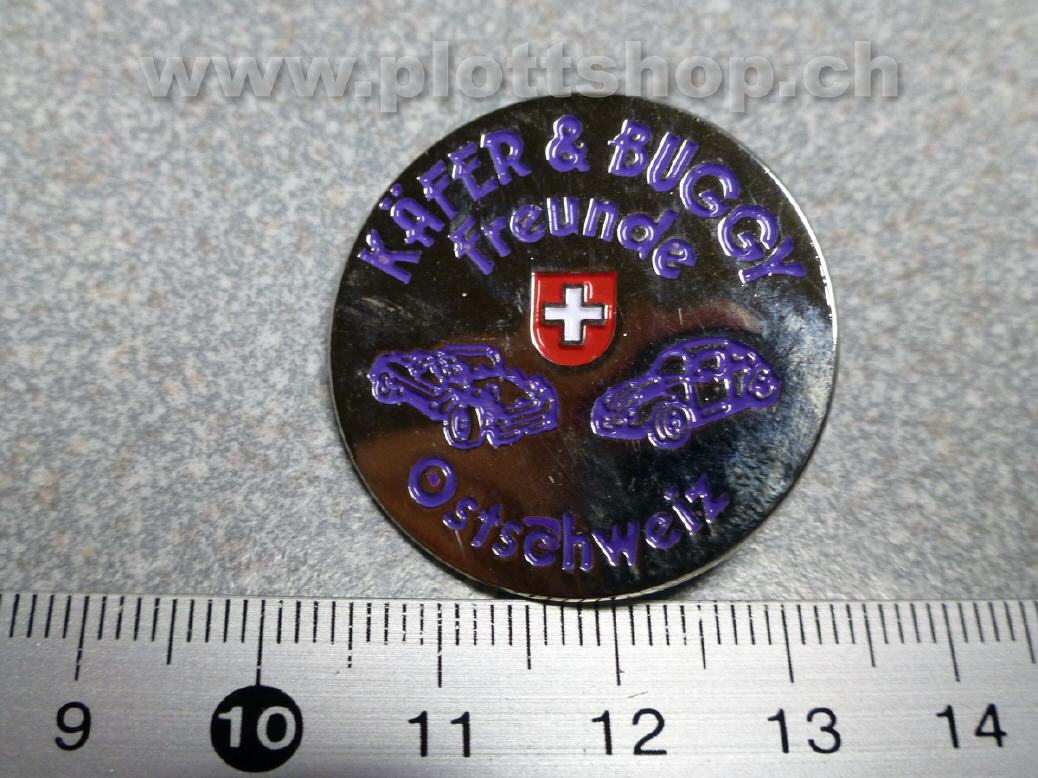 www.plottshop.ch
KÄFER & BUGGY
freunde
Ostschweiz
9 10 11 12 13 14